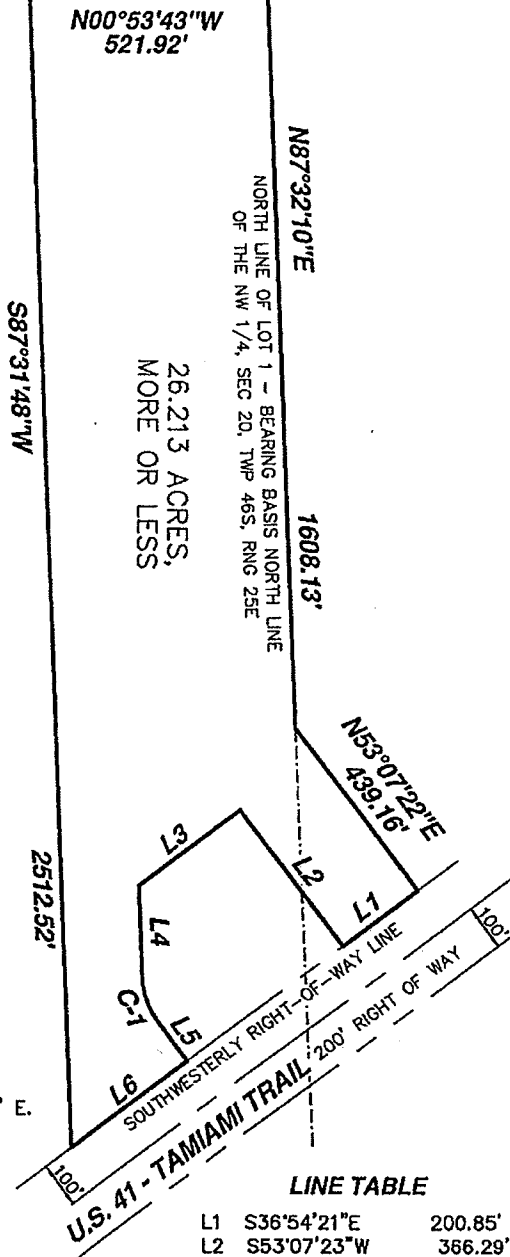 N00°53'43"W
521.92'
N87°32'10"E
1608.13'
NORTH LINE OF LOT 1 - BEARING BASIS NORTH LINE
OF THE NW 1/4, SEC 20, TWP 46S, RNG 25E
S87°31'48"W
2512.52'
26.213 ACRES,
MORE OR LESS
N53°07'22"E
439.16'
L1
L2
L3
L4
C-1
L5
L6
SOUTHWESTERLY RIGHT-OF-WAY LINE
100'
200' RIGHT OF WAY
U.S. 41 - TAMIAMI TRAIL
100'
E.
LINE TABLE
L1 S36°54'21"E 200.85'
L2 S53°07'23"W 366.29'